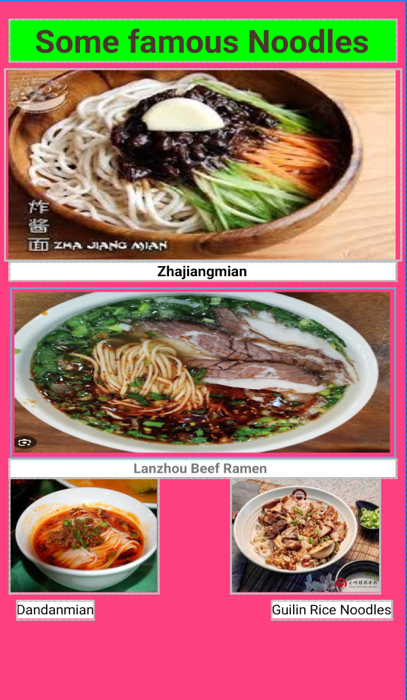 Some famous Noodles
炸
酱
面 ZHA JIANG MIAN
Zhajiangmian
Lanzhou Beef Ramen
Dandanmian
Guilin Rice Noodles